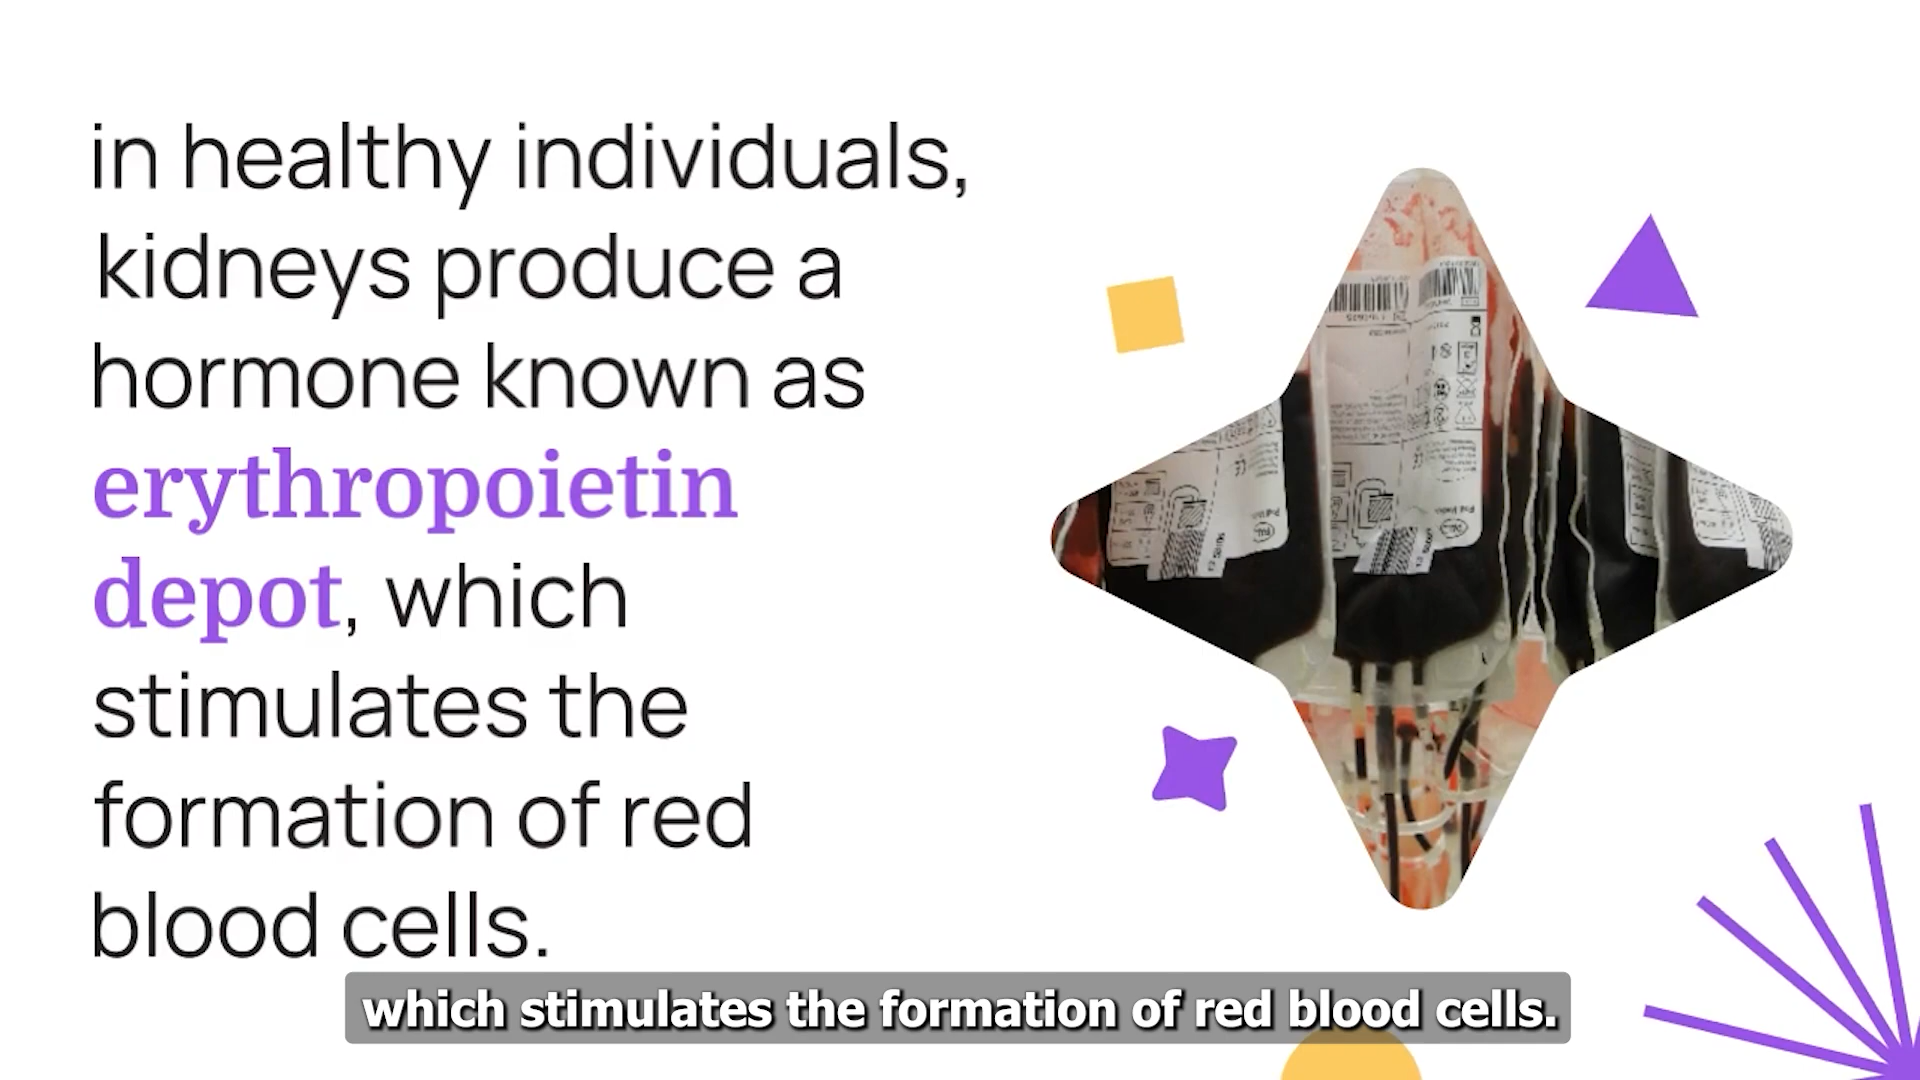 in healthy individuals,
kidneys produce a
hormone known as
erythropoietin
depot, which
stimulates the
formation of red
blood cells.
which stimulates the formation of red blood cells.